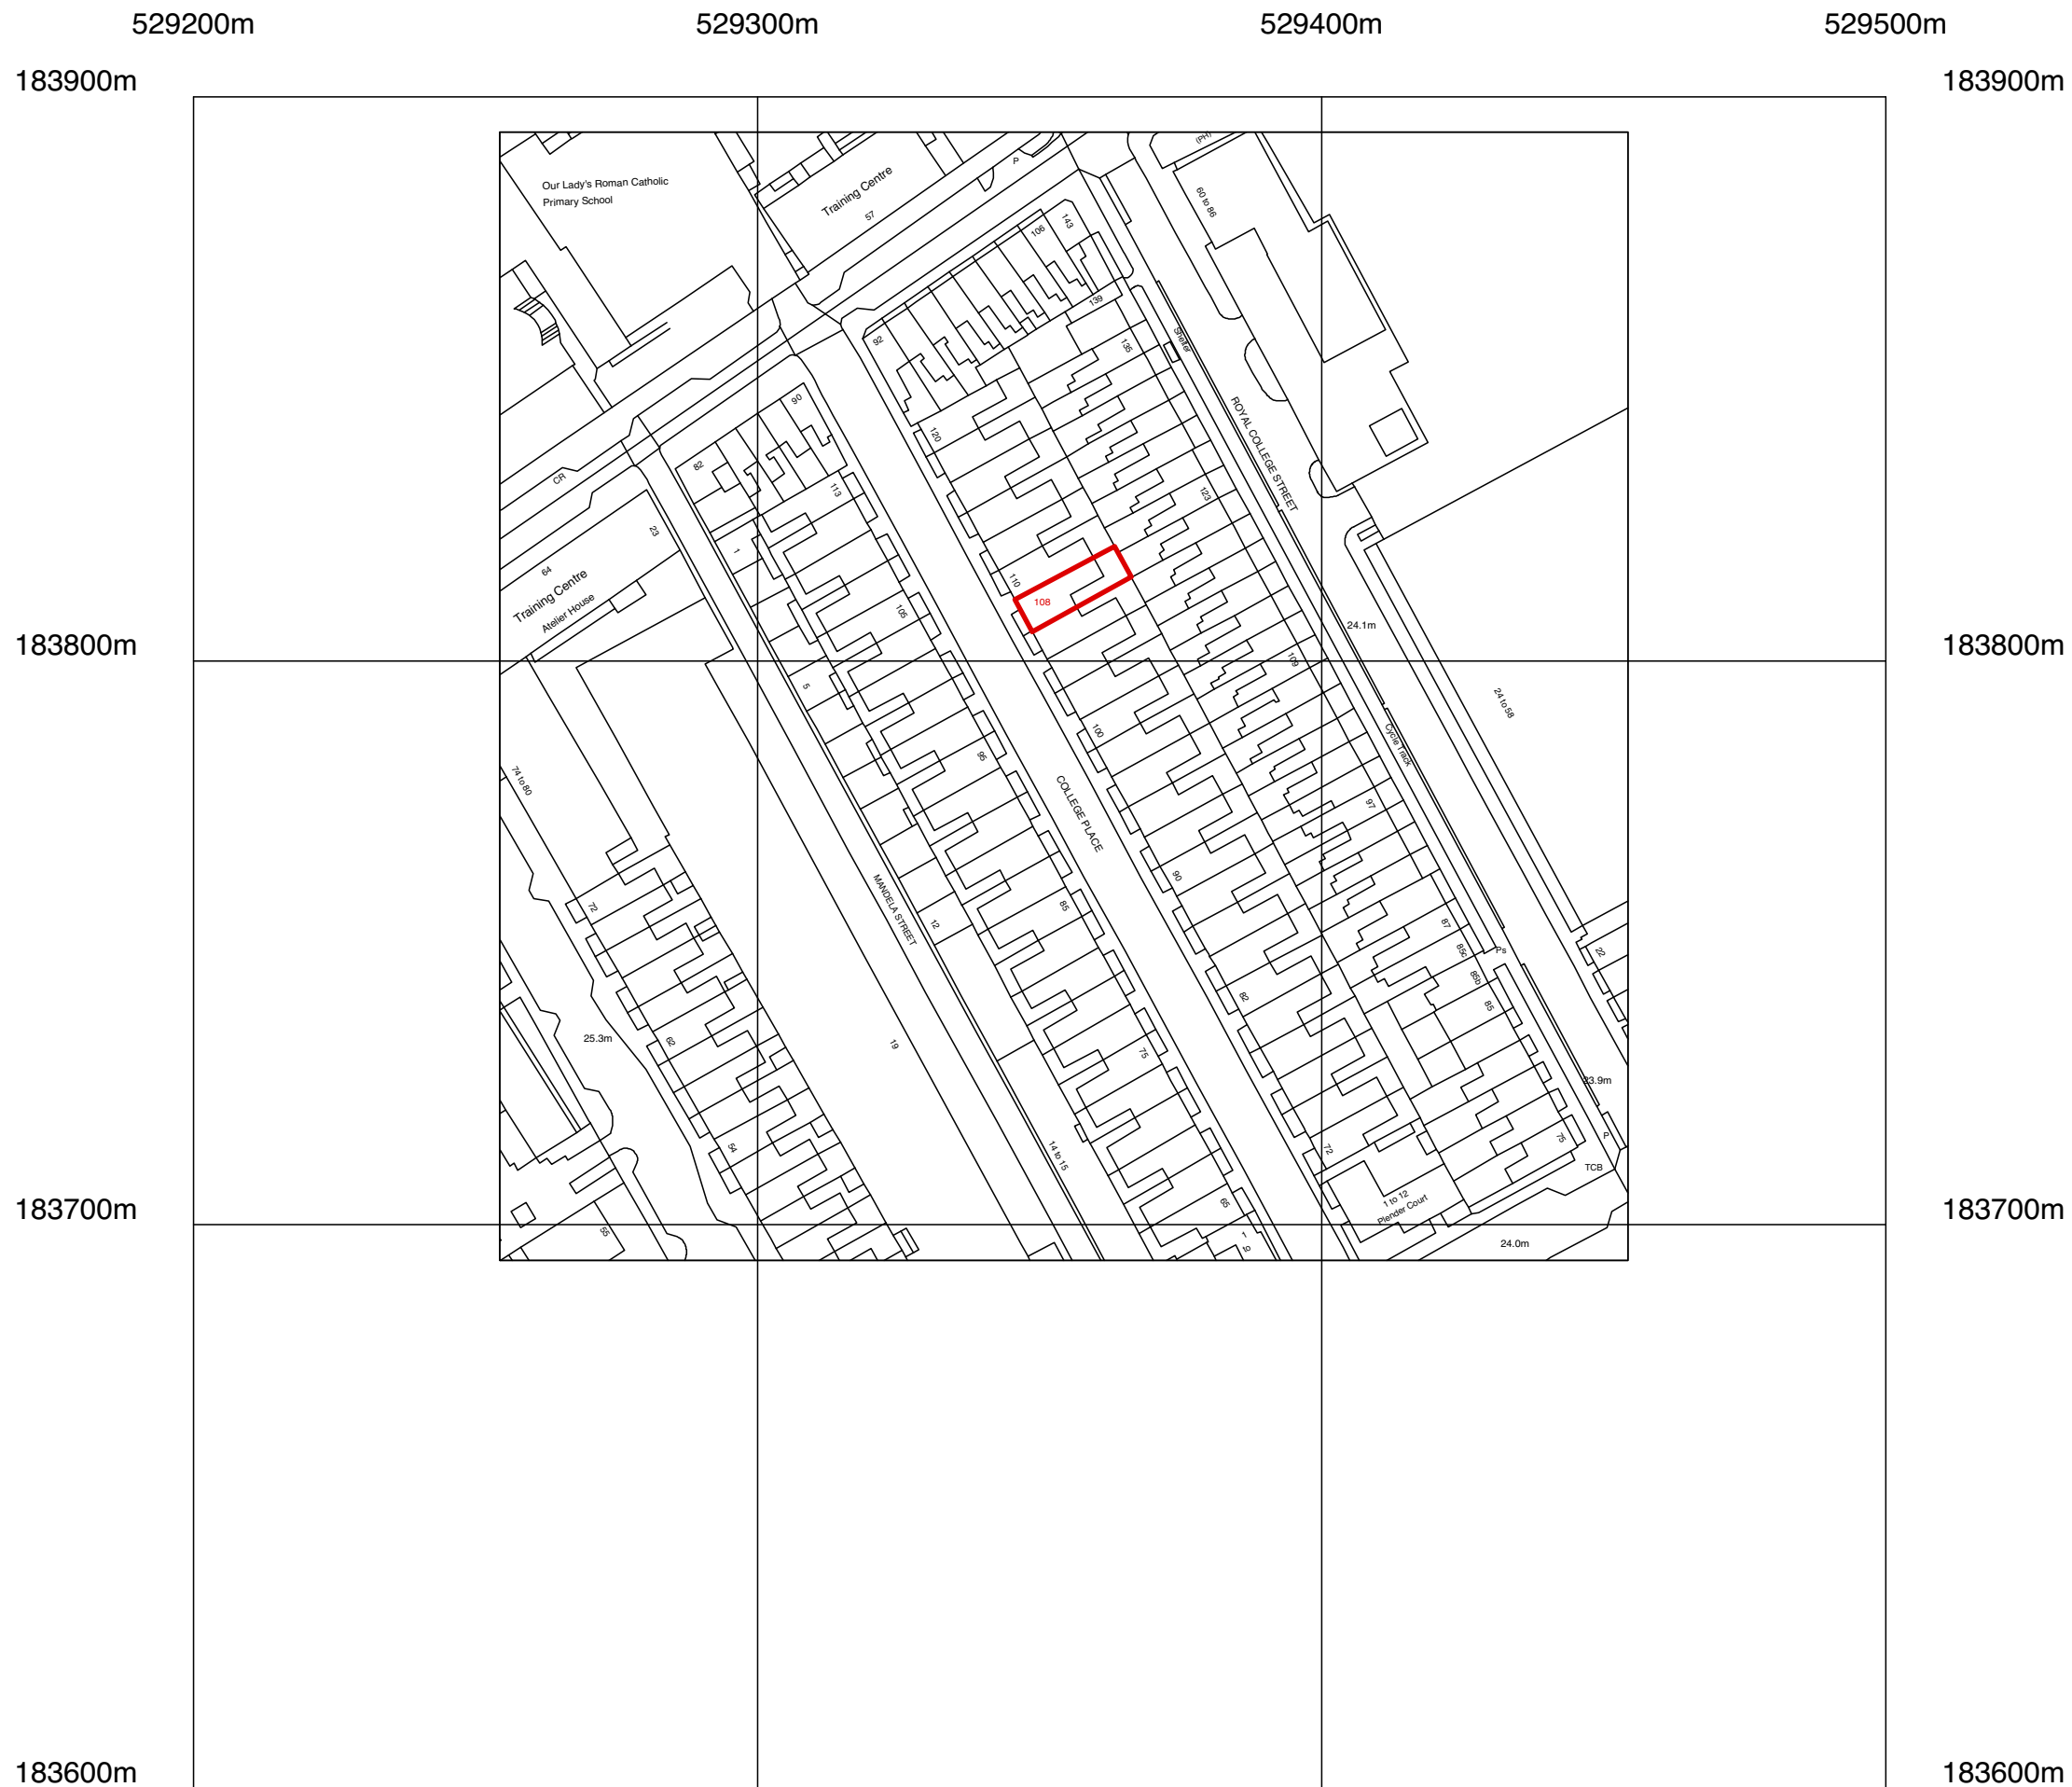 529200m
529300m
529400m
529500m
183900m
183900m
(PH)
P
Our Lady's Roman Catholic
Primary School
Training Centre
57
60 to 86
143
106
139
92
135
Shelter
90
120
ROYAL COLLEGE STREET
82
CR
113
123
23
1
64
Training Centre
Atelier House
110
108
105
24.1m
183800m
183800m
109
5
24 to 58
100
Cycle Track
95
74 to 80
COLLEGE PLACE
97
90
72
MANDELA STREET
85
12
87
85c
Ps
22
85b
82
85
25.3m
62
19
75
23.9m
54
14 to 15
72
75
P
TCB
1 to 12
Plender Court
65
183700m
183700m
55
1
10
24.0m
183600m
183600m